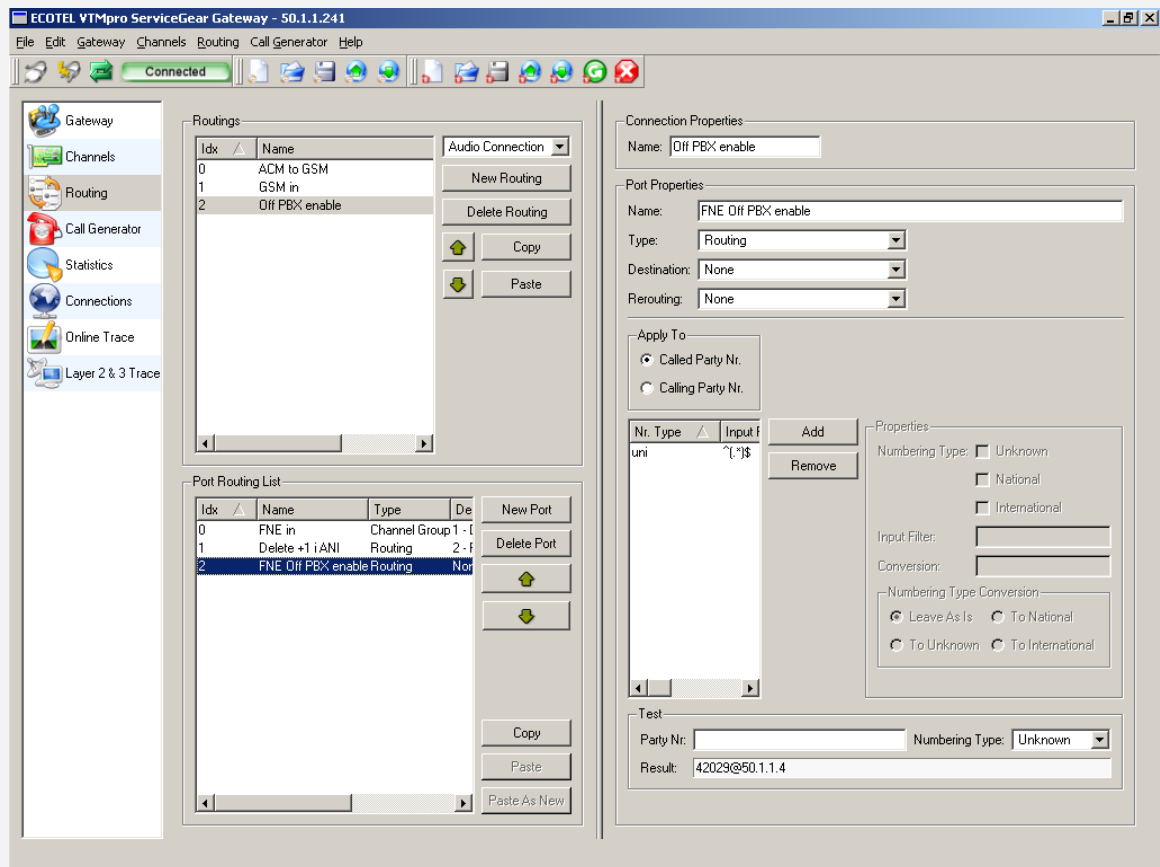 ECOTEL VTMpro ServiceGear Gateway - 50.1.1.241
File Edit Gateway Channels Routing Call Generator Help
Connected
Gateway
Channels
Routing
Call Generator
Statistics
Connections
Online Trace
Layer 2 & 3 Trace
Routings
Idx Name
0 ACM to GSM
1 GSM in
2 Off PBX enable
Audio Connection
New Routing
Delete Routing
Copy
Paste
Port Routing List
Idx Name Type De
0 FNE in Channel Group 1 -
1 Delete +1 i ANI Routing 2 -
2 FNE Off PBX enable Routing Nor
New Port
Delete Port
Copy
Paste
Paste As New
Connection Properties
Name: Off PBX enable
Port Properties
Name: FNE Off PBX enable
Type: Routing
Destination: None
Rerouting: None
Apply To
Called Party Nr.
Calling Party Nr.
Nr. Type Input
uni ^(.*)$
Add
Remove
Properties
Numbering Type: Unknown
National
International
Input Filter:
Conversion:
Numbering Type Conversion
Leave As Is To National
To Unknown To International
Test
Party Nr: Numbering Type: Unknown
Result: 42029@50.1.1.4